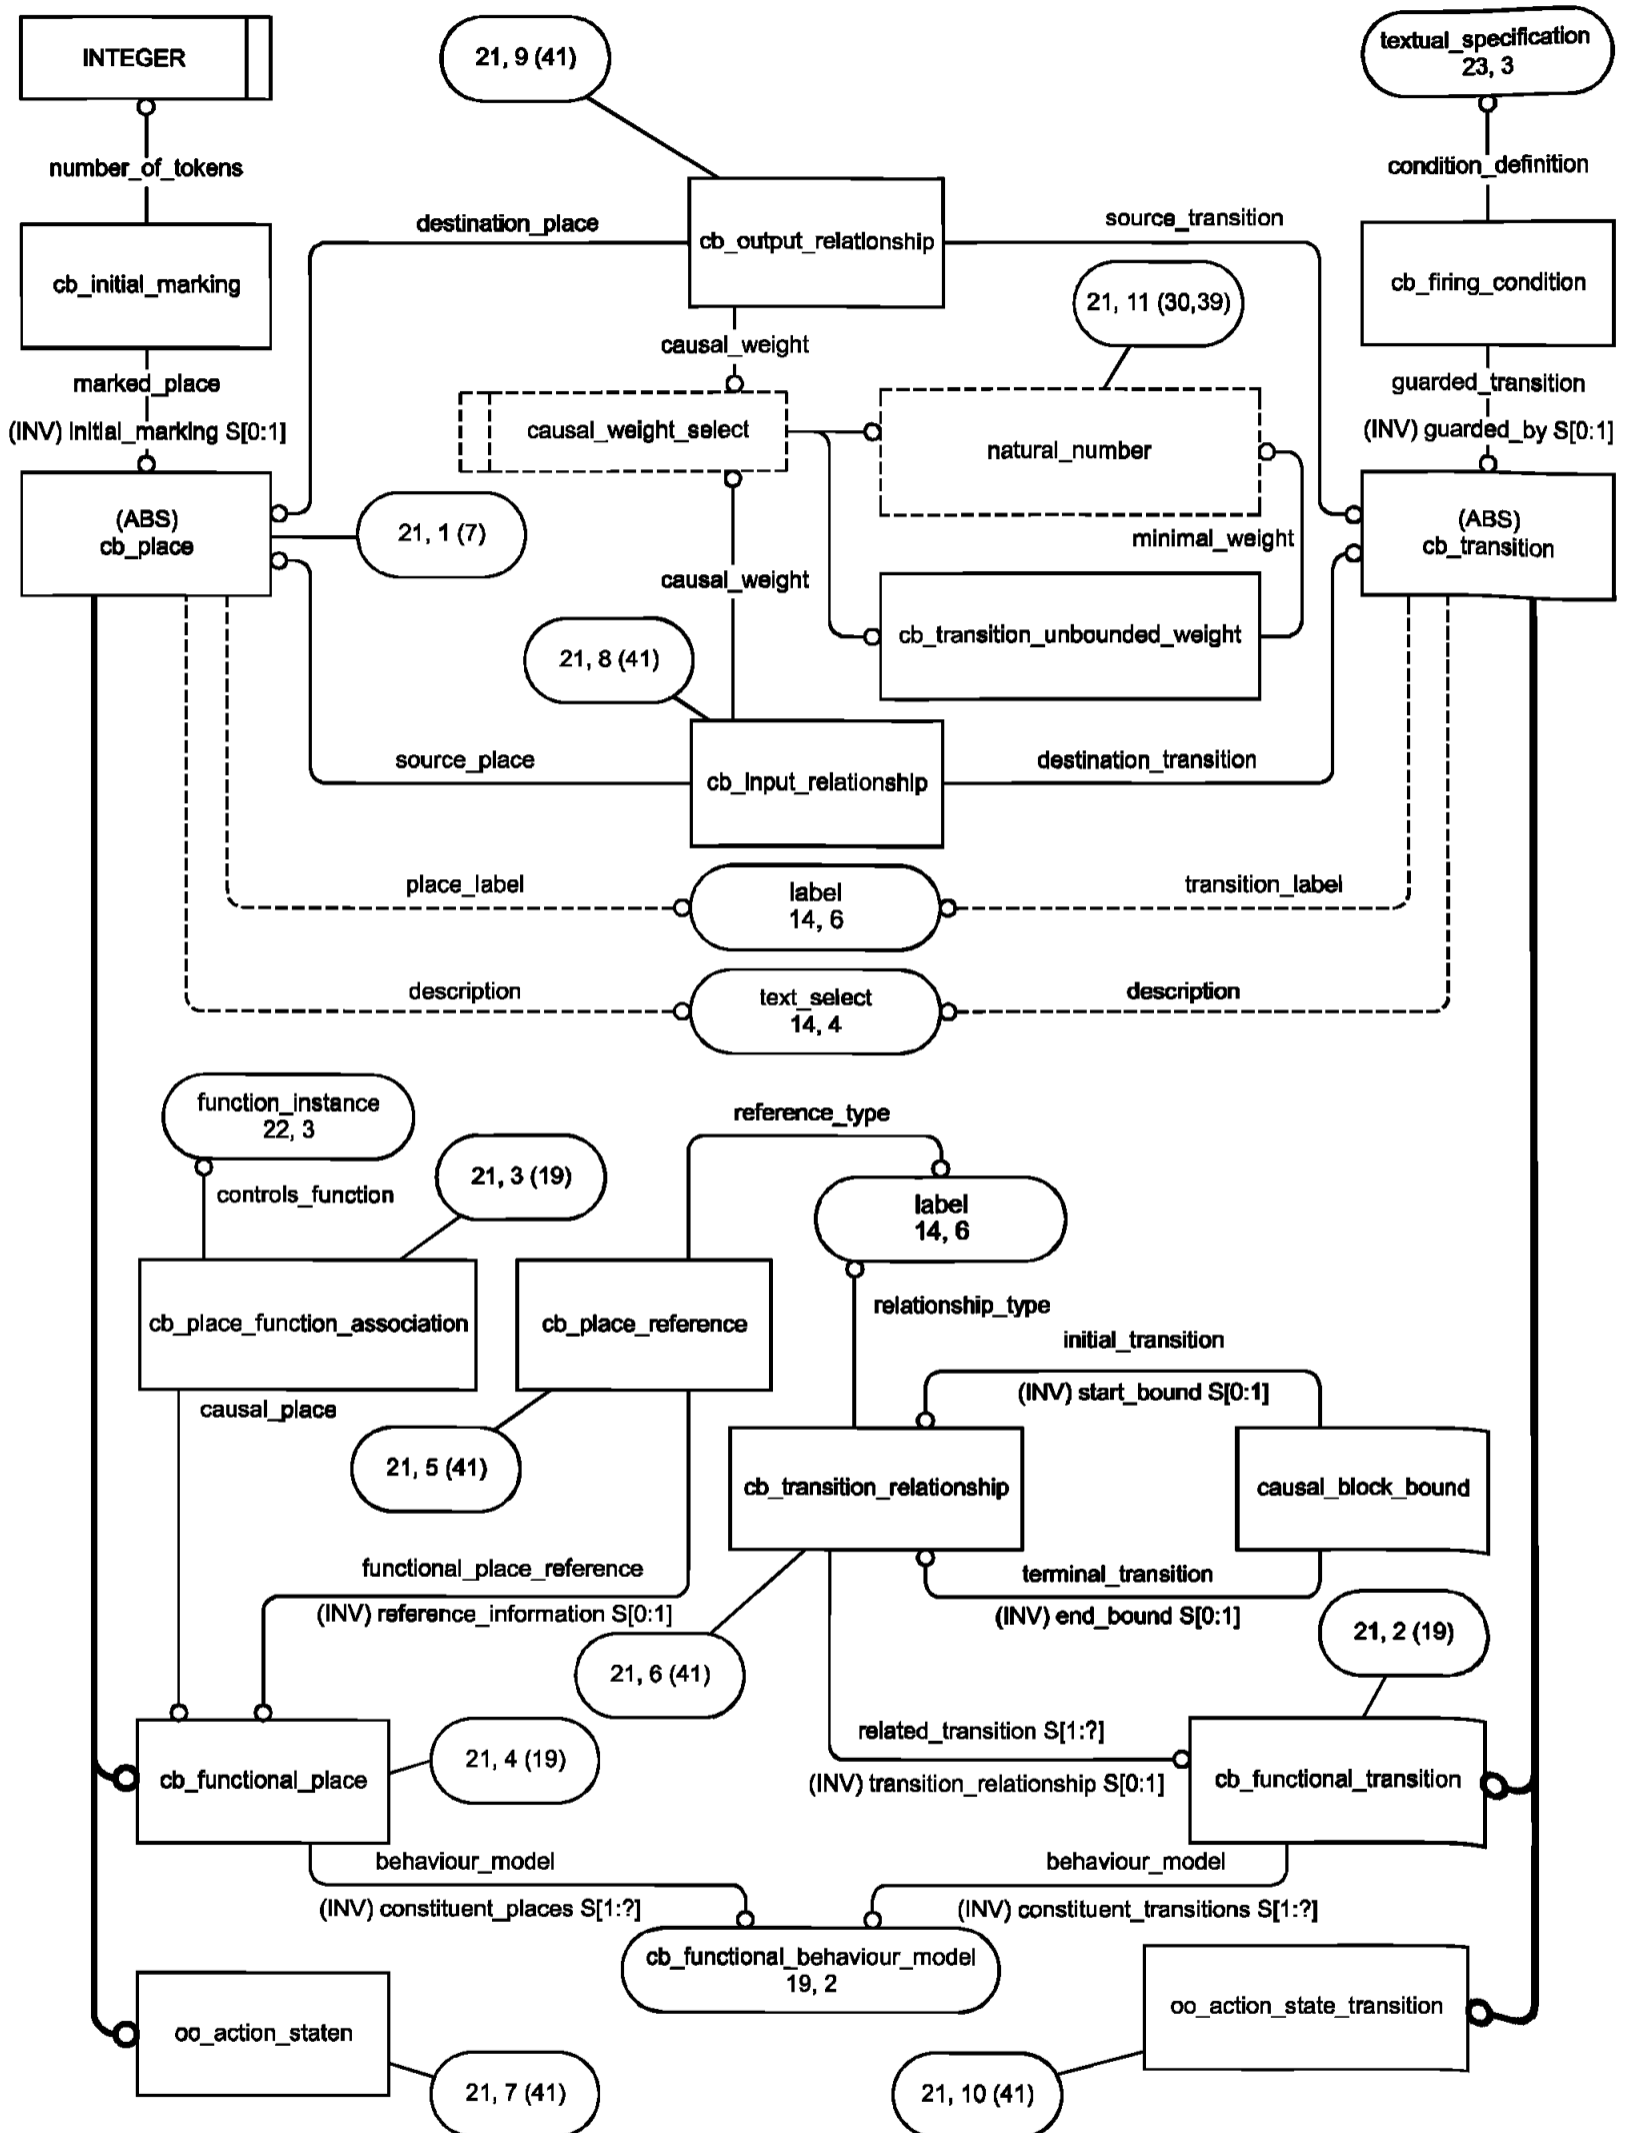 INTEGER
21, 9 (41)
textual_specification
23, 3
number_of_tokens
condition_definition
destination_place
source_transition
cb_output_relationship
cb_initial_marking
cb_firing_condition
21, 11 (30,39)
causal_weight
marked_place
guarded_transition
(INV) initial_marking S[0:1]
causal_weight_select
natural_number
(INV) guarded_by S[0:1]
(ABS)
cb_place
21, 1 (7)
(ABS)
cb_transition
minimal_weight
causal_weight
cb_transition_unbounded_weight
21, 8 (41)
source_place
destination_transition
cb_input_relationship
place_label
label
14, 6
transition_label
description
text_select
14, 4
description
function_instance
22, 3
reference_type
21, 3 (19)
controls_function
label
14, 6
cb_place_function_association
cb_place_reference
relationship_type
initial_transition
(INV) start_bound S[0:1]
causal_place
21, 5 (41)
cb_transition_relationship
causal_block_bound
functional_place_reference
terminal_transition
(INV) reference_information S[0:1]
(INV) end_bound S[0:1]
21, 2 (19)
21, 6 (41)
related_transition S[1:?]
21, 4 (19)
cb_functional_place
(INV) transition_relationship S[0:1]
cb_functional_transition
behaviour_model
behaviour_model
(INV) constituent_places S[1:?]
(INV) constituent_transitions S[1:?]
cb_functional_behaviour_model
19, 2
oo_action_staten
oo_action_state_transition
21, 7 (41)
21, 10 (41)